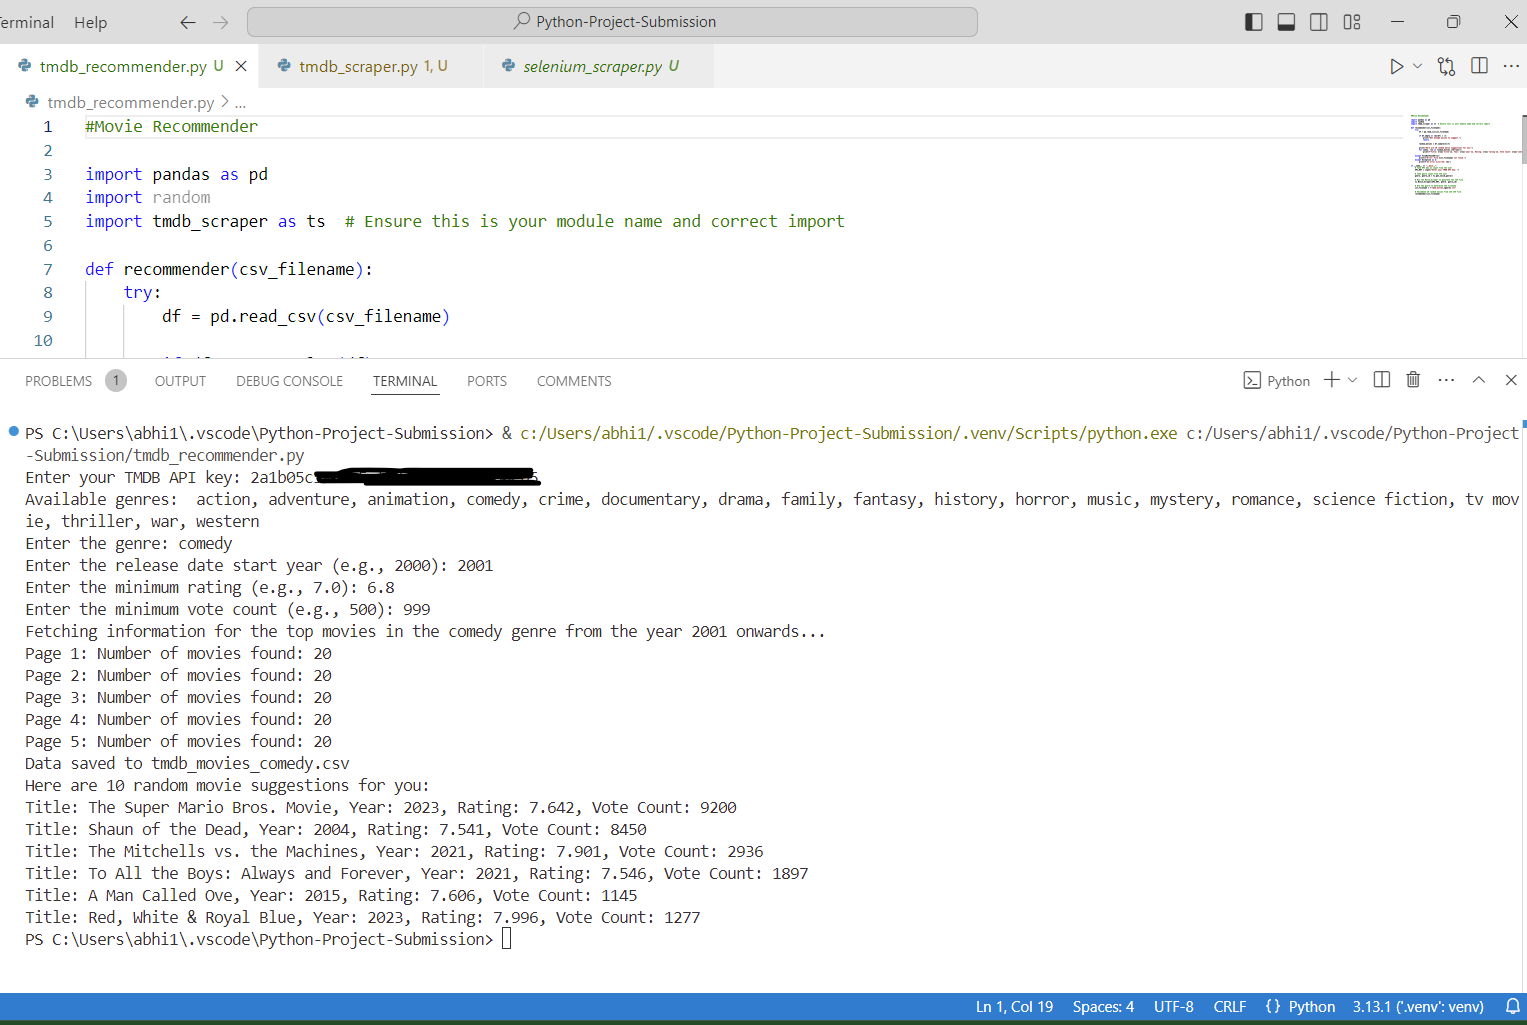 Terminal Help ← → Python-Project-Submission
tmdb_recommender.py U × tmdb_scraper.py 1, U selenium_scraper.py U
tmdb_recommender.py > ...
1 #Movie Recommender
2
3 import pandas as pd
4 import random
5 import tmdb_scraper as ts # Ensure this is your module name and correct import
6
7 def recommender(csv_filename):
8 try:
9 df = pd.read_csv(csv_filename)
10
PROBLEMS 1 OUTPUT DEBUG CONSOLE TERMINAL PORTS COMMENTS Python
PS C:\Users\abhi1\.vscode\Python-Project-Submission> & c:/Users/abhi1/.vscode/Python-Project-Submission/.venv/Scripts/python.exe c:/Users/abhi1/.vscode/Python-Project
-Submission/tmdb_recommender.py
Enter your TMDB API key: 2a1b05c
Available genres:  action, adventure, animation, comedy, crime, documentary, drama, family, fantasy, history, horror, music, mystery, romance, science fiction, tv mov
ie, thriller, war, western
Enter the genre: comedy
Enter the release date start year (e.g., 2000): 2001
Enter the minimum rating (e.g., 7.0): 6.8
Enter the minimum vote count (e.g., 500): 999
Fetching information for the top movies in the comedy genre from the year 2001 onwards...
Page 1: Number of movies found: 20
Page 2: Number of movies found: 20
Page 3: Number of movies found: 20
Page 4: Number of movies found: 20
Page 5: Number of movies found: 20
Data saved to tmdb_movies_comedy.csv
Here are 10 random movie suggestions for you:
Title: The Super Mario Bros. Movie, Year: 2023, Rating: 7.642, Vote Count: 9200
Title: Shaun of the Dead, Year: 2004, Rating: 7.541, Vote Count: 8450
Title: The Mitchells vs. the Machines, Year: 2021, Rating: 7.901, Vote Count: 2936
Title: To All the Boys: Always and Forever, Year: 2021, Rating: 7.546, Vote Count: 1897
Title: A Man Called Ove, Year: 2015, Rating: 7.606, Vote Count: 1145
Title: Red, White & Royal Blue, Year: 2023, Rating: 7.996, Vote Count: 1277
PS C:\Users\abhi1\.vscode\Python-Project-Submission>
Ln 1, Col 19 Spaces: 4 UTF-8 CRLF {} Python 3.13.1 ('.venv': venv)